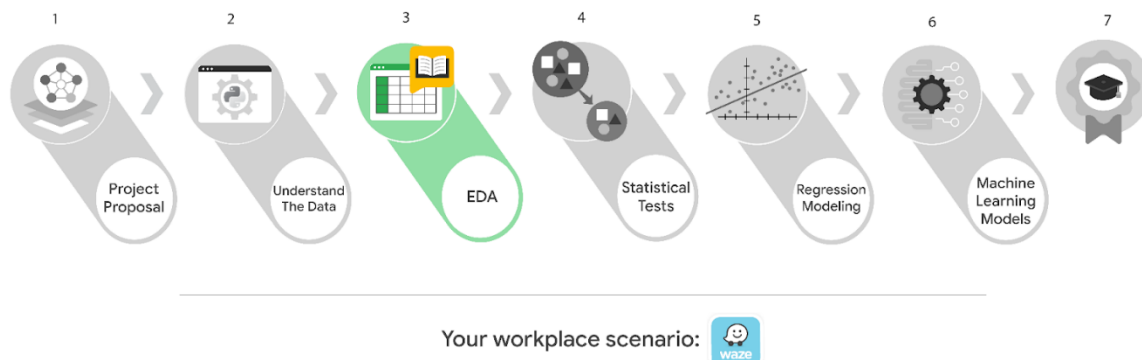 1
2
3
4
5
6
7
Project
Proposal
Understand
The Data
EDA
Statistical
Tests
Regression
Modeling
Machine
Learning
Models
Your workplace scenario:
waze